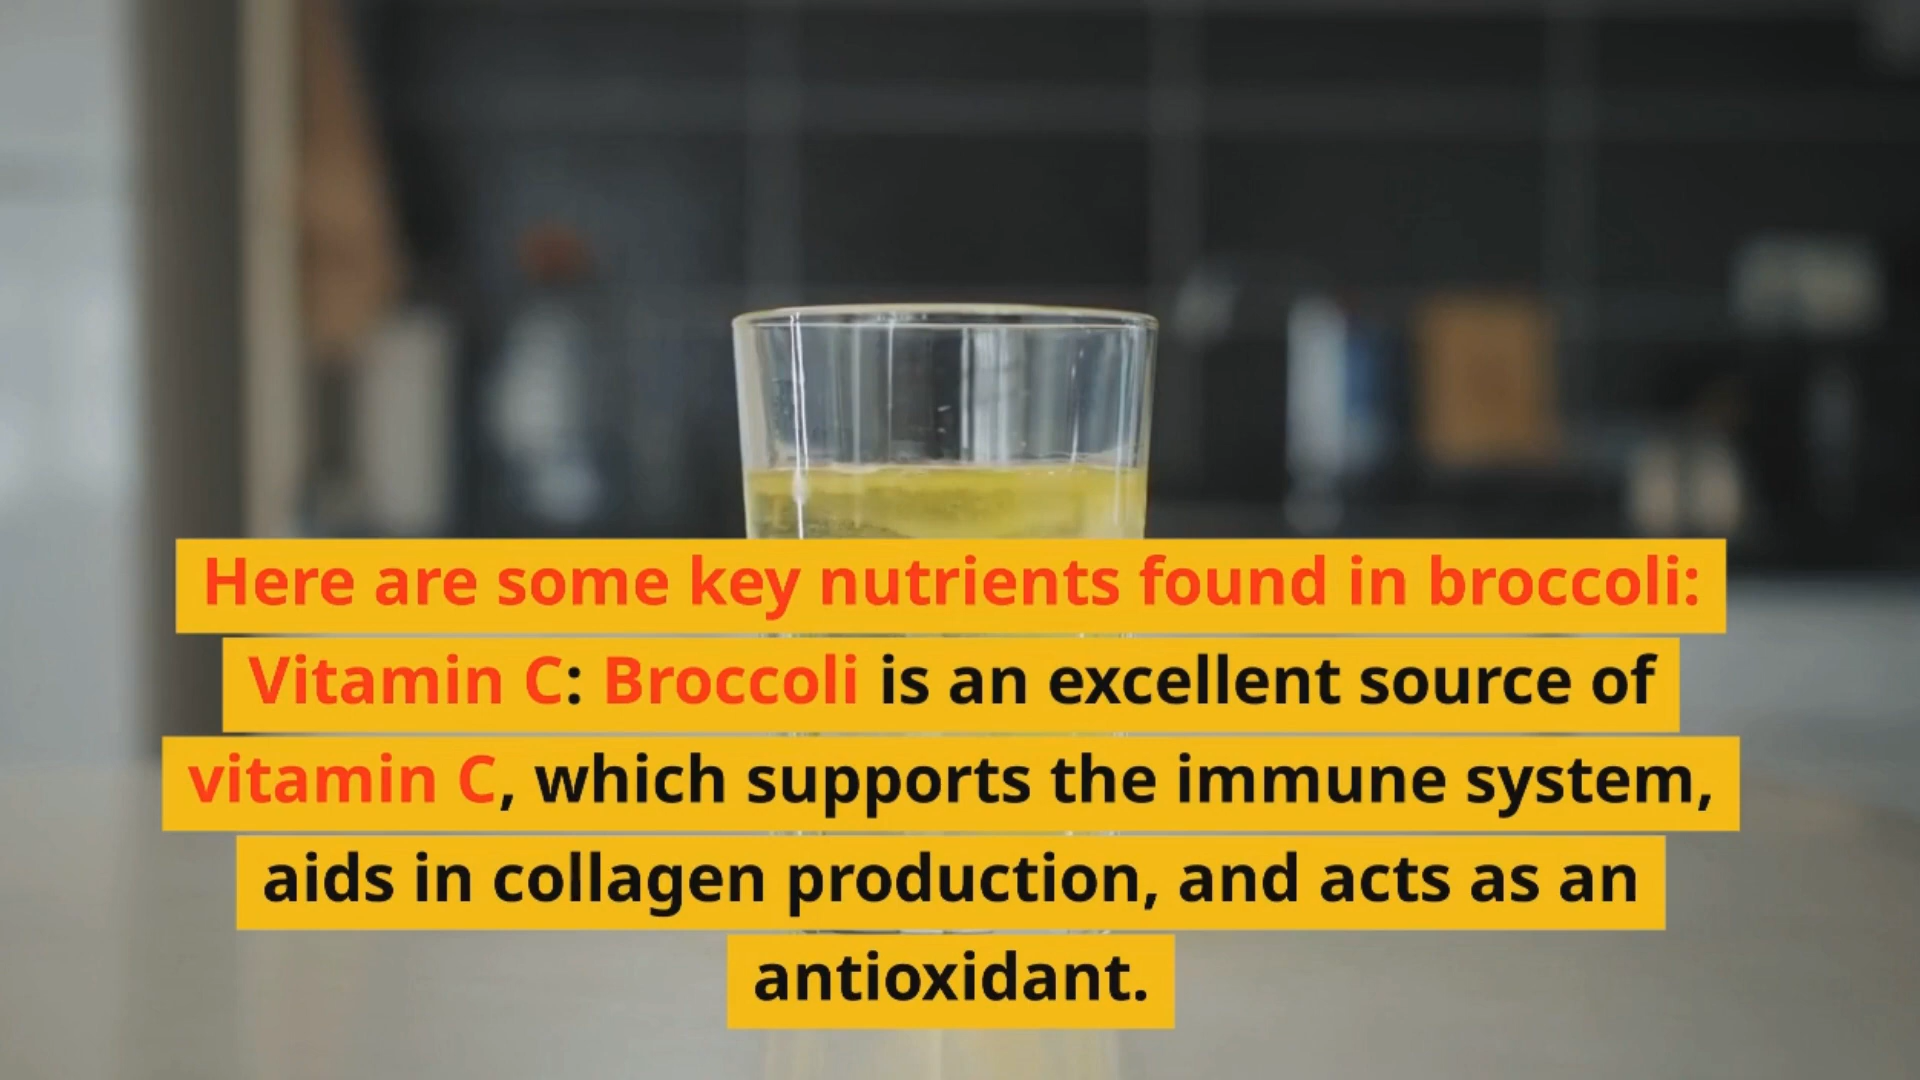 Here are some key nutrients found in broccoli:
Vitamin C: Broccoli is an excellent source of
vitamin C, which supports the immune system,
aids in collagen production, and acts as an
antioxidant.